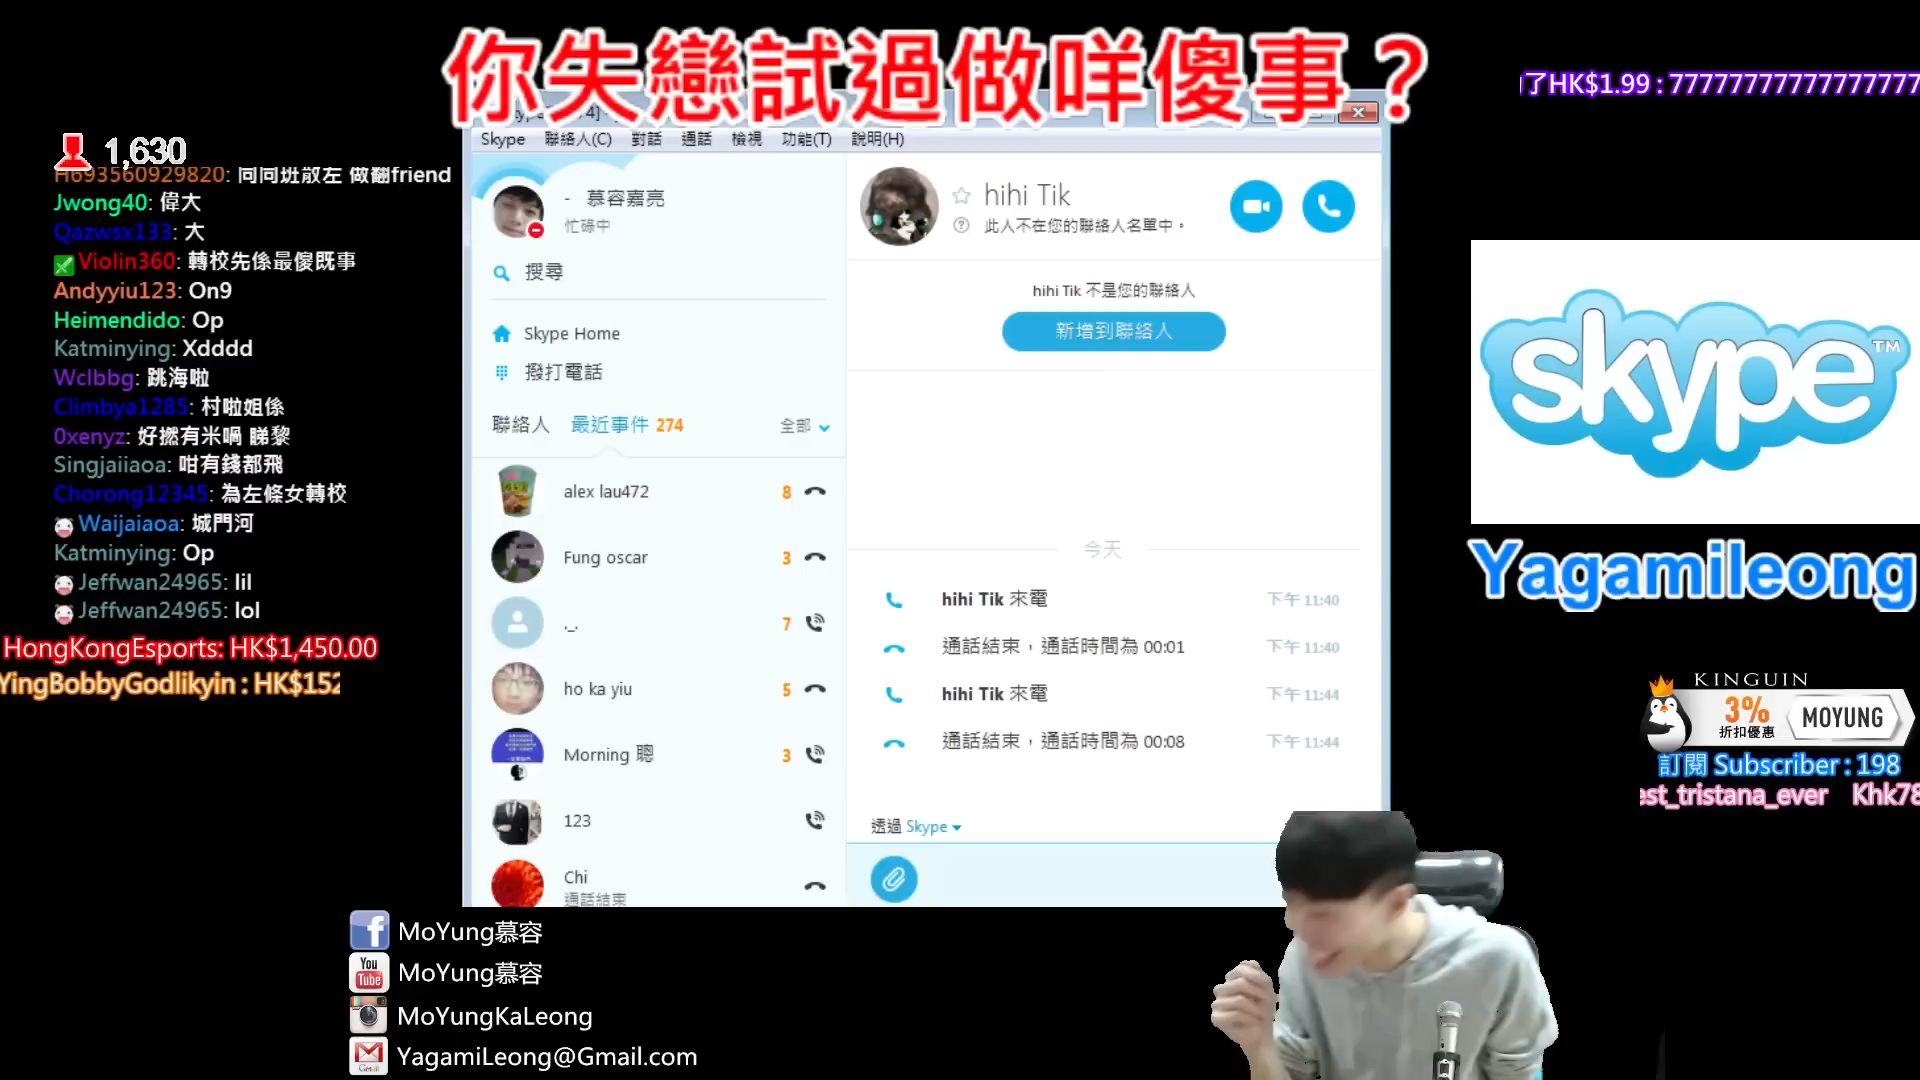 你失戀試過做咩傻事？
了HK$1.99 : 77777777777777777
1,630
H693560929820: 同同班散左 做翻friend
Jwong40: 偉大
Qazwsx133: 大
Violin360: 轉校先係最傻既事
Andyyiu123: On9
Heimendido: Op
Katminying: Xdddd
Wclbbg: 跳海啦
Climbya1285: 村啦姐係
0xenyz: 好撚有米喎 睇黎
Singjaiiaoa: 咁有錢都飛
Chorong12345: 為左條女轉校
Waijaiaoa: 城門河
Katminying: Op
Jeffwan24965: lil
Jeffwan24965: lol
HongKongEsports: HK$1,450.00
YingBobbyGodlikyin : HK$152
Skype 聯絡人(C) 對話 通話 檢視 功能(T) 說明(H)
- 慕容嘉亮
忙碌中
搜尋
Skype Home
撥打電話
聯絡人 最近事件 274 全部
alex lau472 8
Fung oscar 3
._. 7
ho ka yiu 5
Morning 聰 3
123
Chi
通話結束
hihi Tik
此人不在您的聯絡人名單中。
hihi Tik 不是您的聯絡人
新增到聯絡人
今天
hihi Tik 來電 下午 11:40
通話結束，通話時間為 00:01 下午 11:40
hihi Tik 來電 下午 11:44
通話結束，通話時間為 00:08 下午 11:44
透過 Skype
skype TM
Yagamileong
KINGUIN
3% 折扣優惠 MOYUNG
訂閱 Subscriber : 198
est_tristana_ever Khk78
MoYung慕容
You Tube MoYung慕容
MoYungKaLeong
Gmail YagamiLeong@Gmail.com